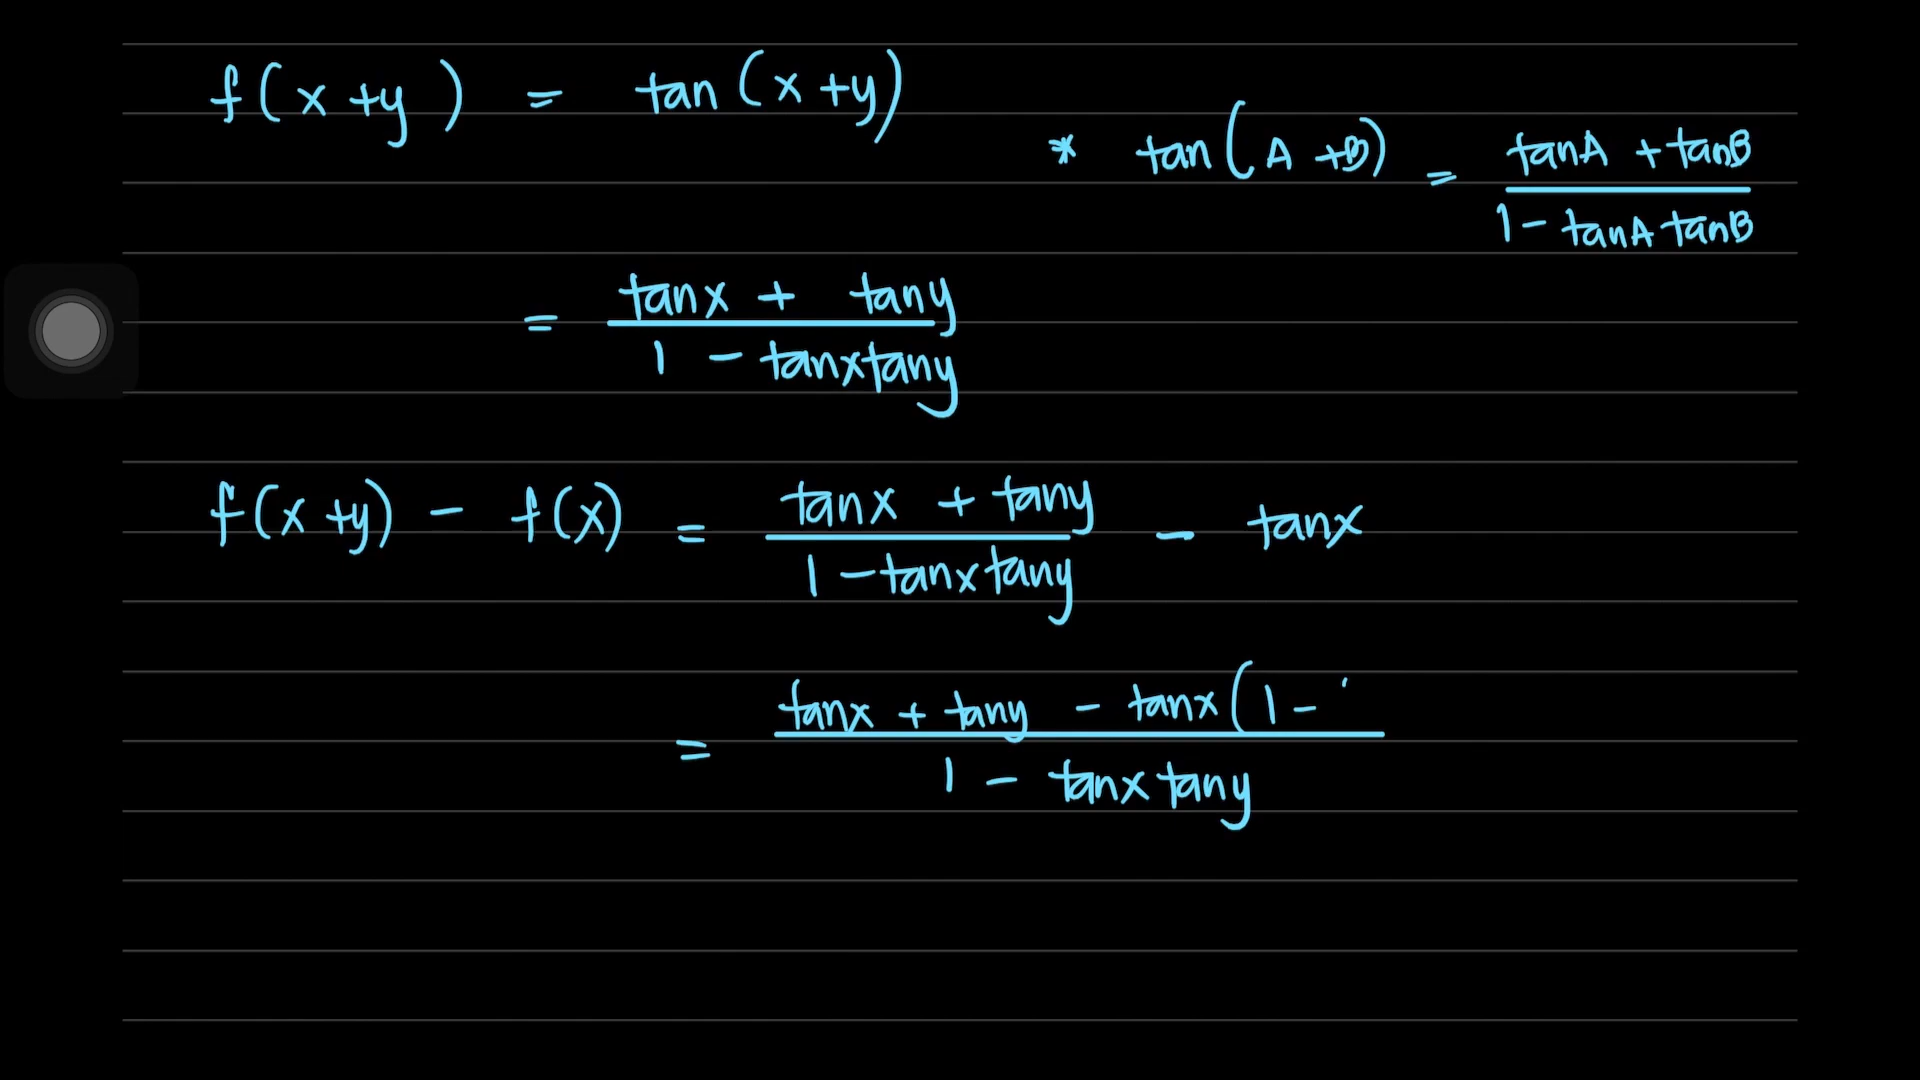 f(x+y) = tan(x+y)
* tan(A+B) = tanA + tanB / 1 - tanA tanB
= tanx + tany / 1 - tanxtany
f(x+y) - f(x) = tanx + tany / 1 - tanxtany - tanx
= tanx + tany - tanx(1 - / 1 - tanxtany